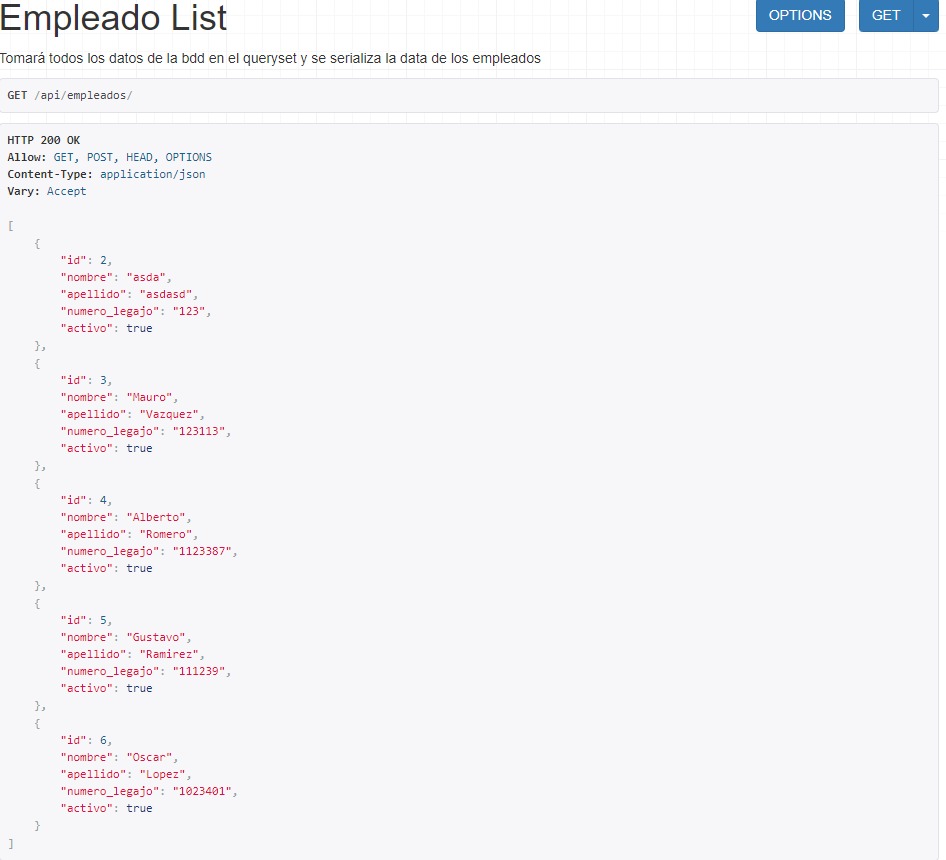 Empleado List
OPTIONS
GET
Tomará todos los datos de la bdd en el queryset y se serializa la data de los empleados
GET /api/empleados/
HTTP 200 OK
Allow: GET, POST, HEAD, OPTIONS
Content-Type: application/json
Vary: Accept
[
    {
        "id": 2,
        "nombre": "asda",
        "apellido": "asdasd",
        "numero_legajo": "123",
        "activo": true
    },
    {
        "id": 3,
        "nombre": "Mauro",
        "apellido": "Vazquez",
        "numero_legajo": "123113",
        "activo": true
    },
    {
        "id": 4,
        "nombre": "Alberto",
        "apellido": "Romero",
        "numero_legajo": "1123387",
        "activo": true
    },
    {
        "id": 5,
        "nombre": "Gustavo",
        "apellido": "Ramirez",
        "numero_legajo": "111239",
        "activo": true
    },
    {
        "id": 6,
        "nombre": "Oscar",
        "apellido": "Lopez",
        "numero_legajo": "1023401",
        "activo": true
    }
]